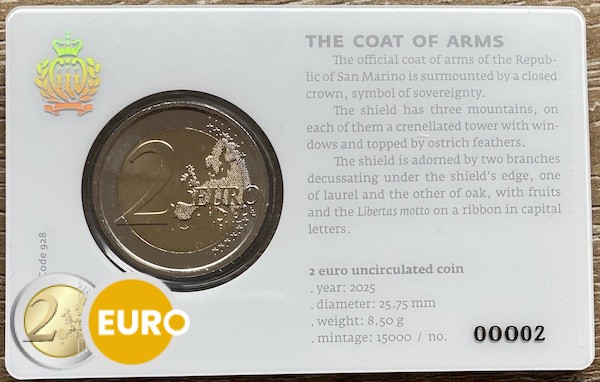 THE COAT OF ARMS
The official coat of arms of the Repub-
lic of San Marino is surmounted by a closed
crown, symbol of sovereignty.
The shield has three mountains, on
each of them a crenellated tower with win-
dows and topped by ostrich feathers.
The shield is adorned by two branches
decussating under the shield's edge, one
of laurel and the other of oak, with fruits
and the Libertas motto on a ribbon in capital
letters.
2 euro uncirculated coin
. year: 2025
. diameter: 25.75 mm
. weight: 8.50 g
. mintage: 15000 / no. 00002
2 EURO
Code 928
2 EURO